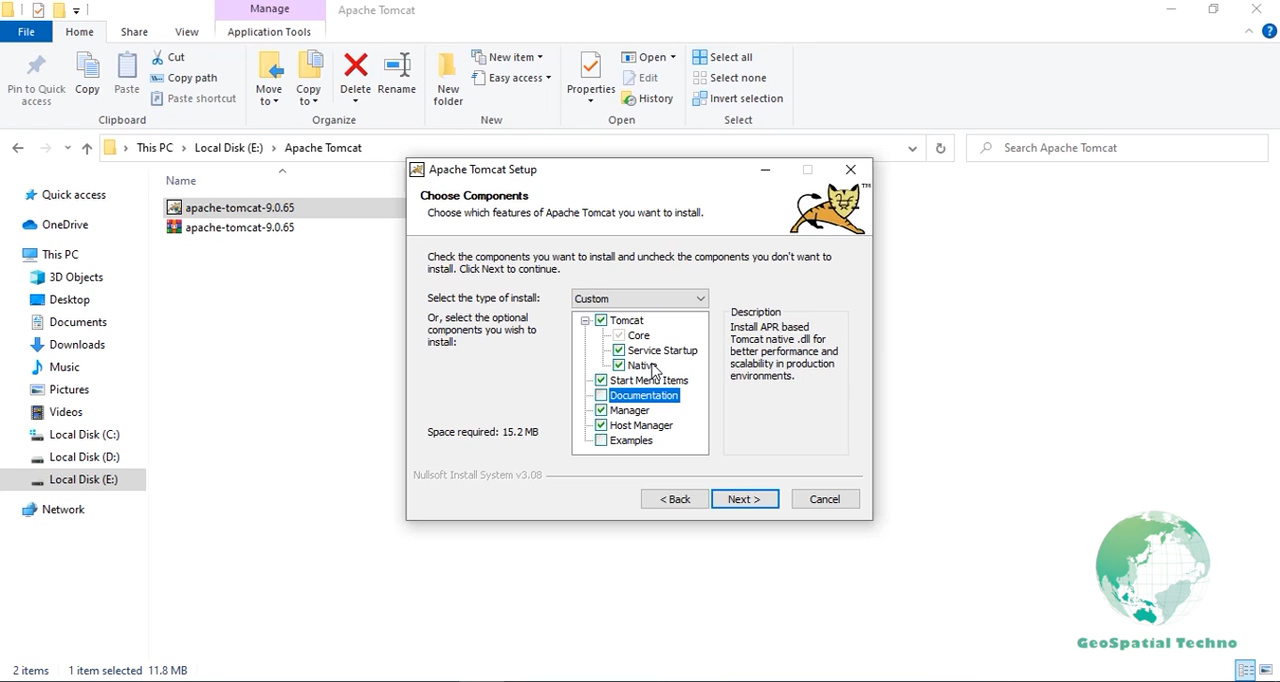 Manage
Apache Tomcat
File
Home
Share
View
Application Tools
Pin to Quick
access
Copy
Paste
Cut
Copy path
Paste shortcut
Clipboard
Move
to
Copy
to
Delete
Rename
Organize
New
folder
New item
Easy access
New
Properties
Open
Edit
History
Open
Select all
Select none
Invert selection
Select
This PC
Local Disk (E:)
Apache Tomcat
Search Apache Tomcat
Quick access
OneDrive
This PC
3D Objects
Desktop
Documents
Downloads
Music
Pictures
Videos
Local Disk (C:)
Local Disk (D:)
Local Disk (E:)
Network
Name
apache-tomcat-9.0.65
apache-tomcat-9.0.65
Apache Tomcat Setup
Choose Components
Choose which features of Apache Tomcat you want to install.
TM
Check the components you want to install and uncheck the components you don't want to
install. Click Next to continue.
Select the type of install:
Custom
Or, select the optional
components you wish to
install:
Tomcat
Core
Service Startup
Native
Start Menu Items
Documentation
Manager
Host Manager
Examples
Description
Install APR based
Tomcat native .dll for
better performance and
scalability in production
environments.
Space required: 15.2 MB
Nullsoft Install System v3.08
< Back
Next >
Cancel
GeoSpatial Techno
2 items
1 item selected 11.8 MB